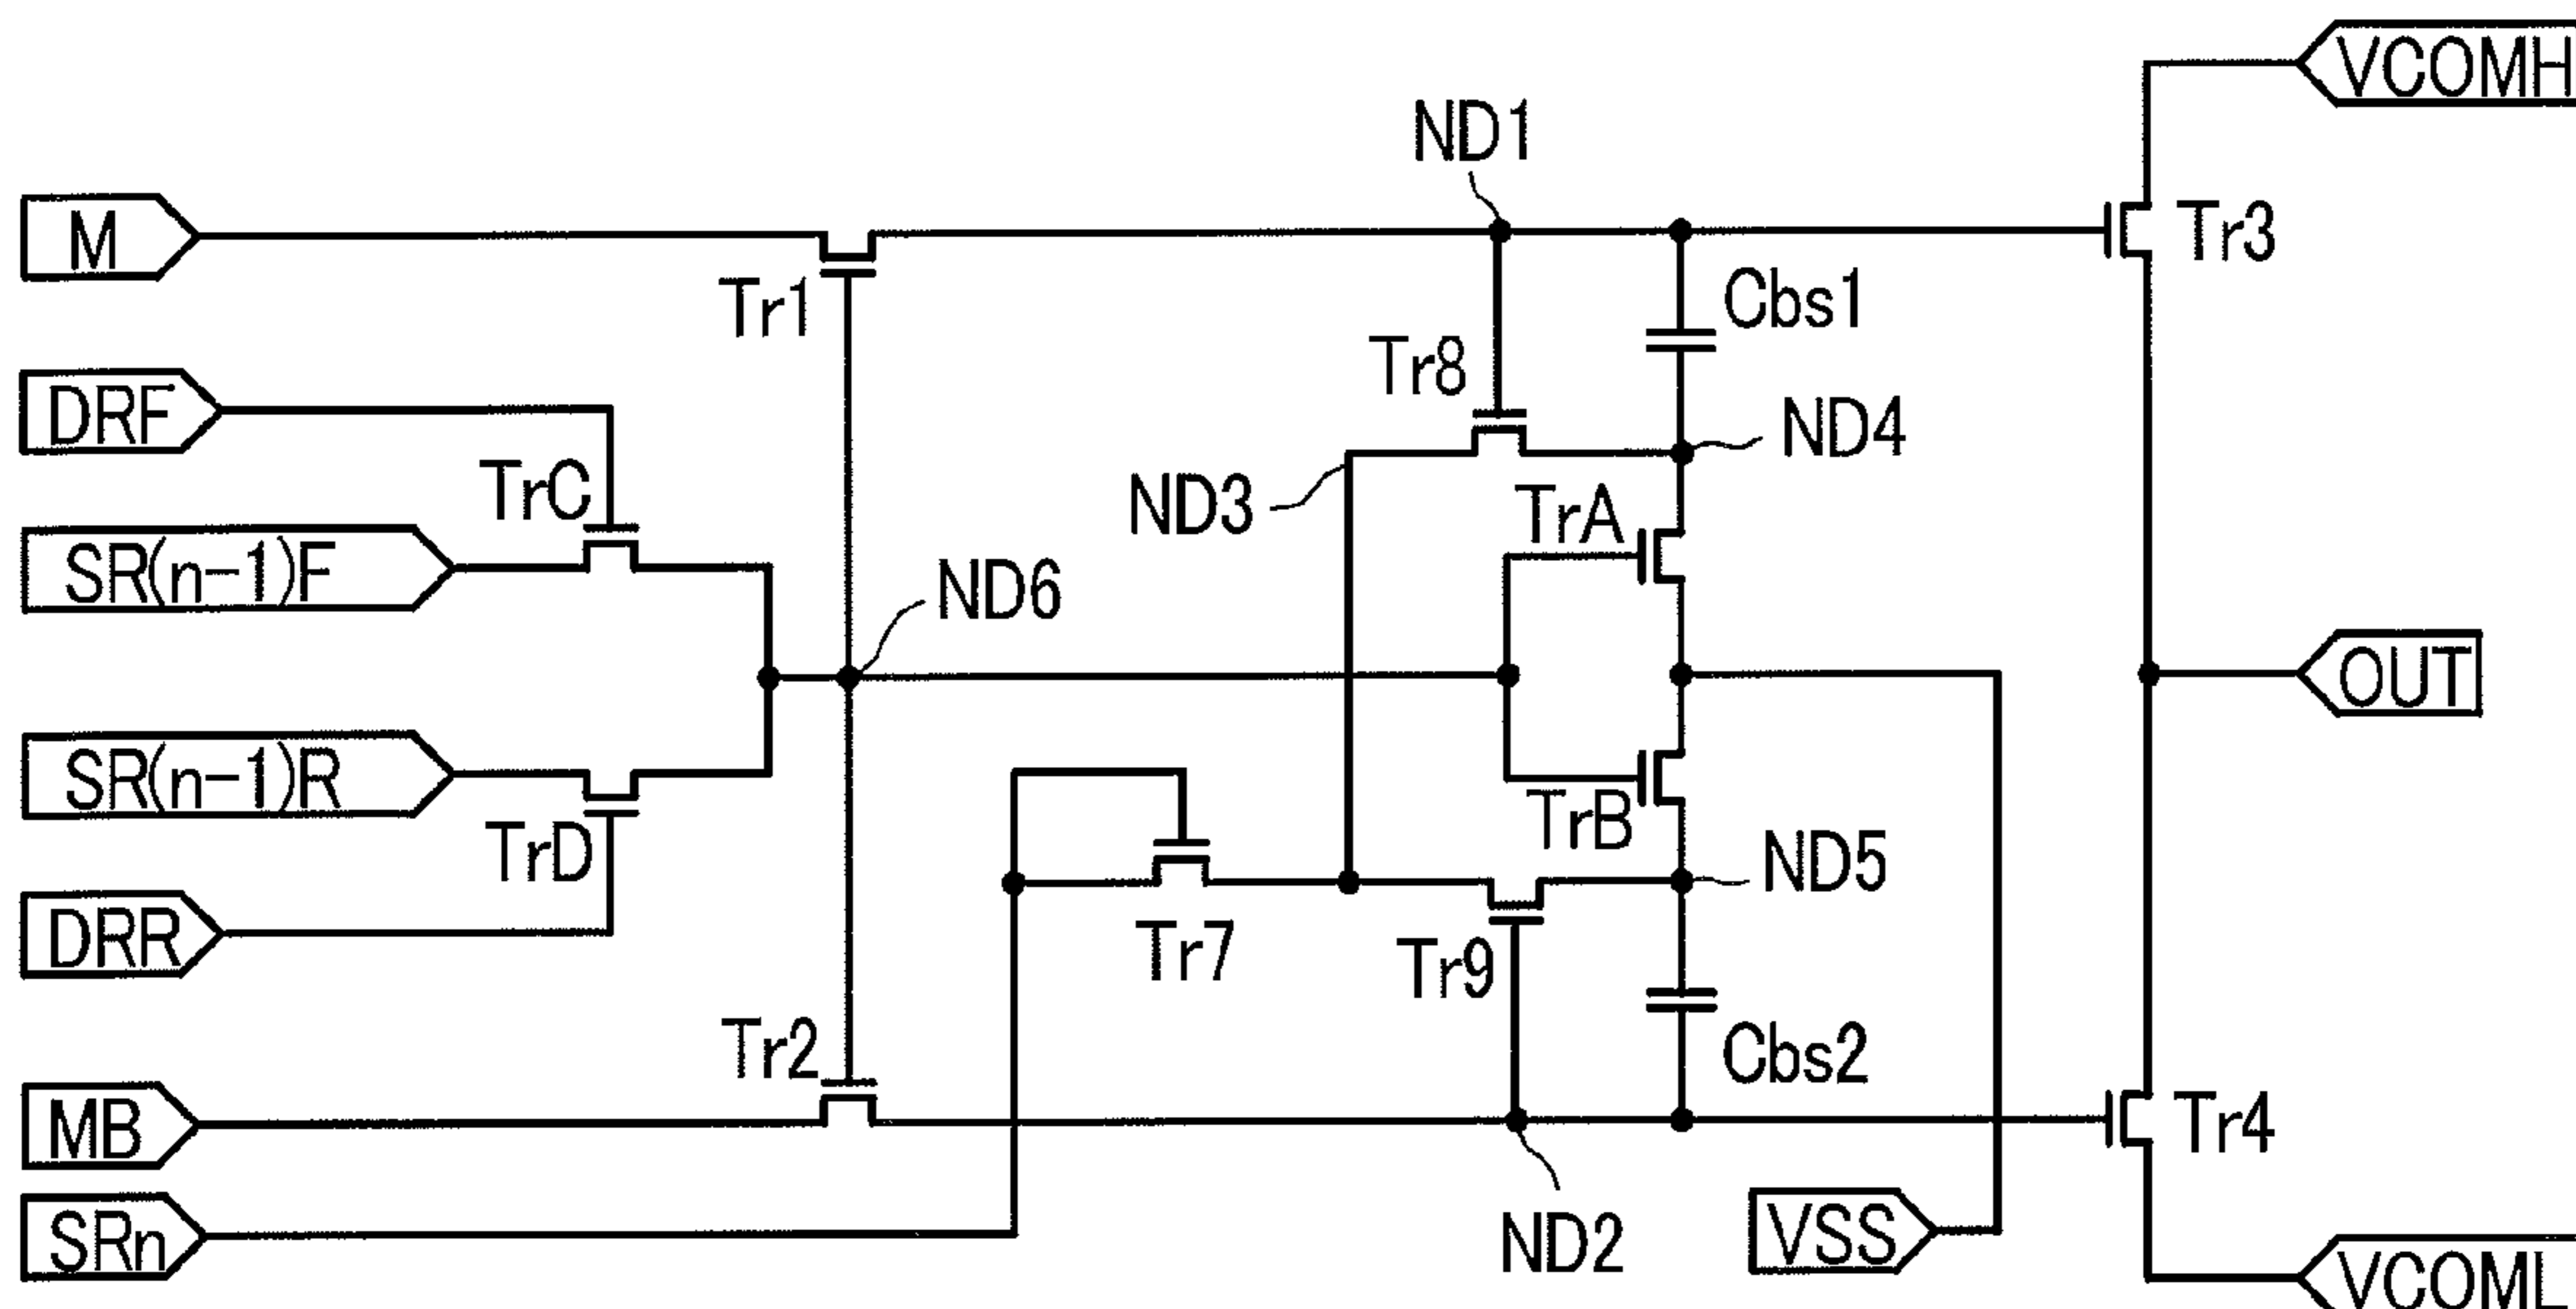 VCOMH
ND1
M
Tr3
Tr1
Cbs1
Tr8
DRF
ND4
TrC
ND3
TrA
SR(n-1)F
ND6
OUT
SR(n-1)R
TrB
TrD
ND5
DRR
Tr7
Tr9
Tr2
Cbs2
MB
Tr4
SRn
ND2
VSS
VCOML